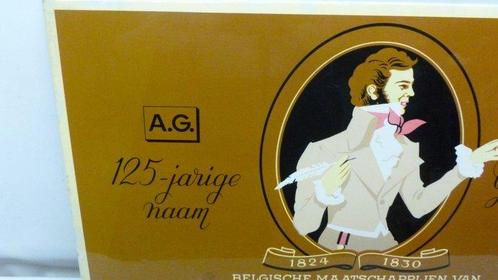 A.G.
125-jarige
naam
1824 1830
BELGISCHE MAATSCHAPPIJEN VAN